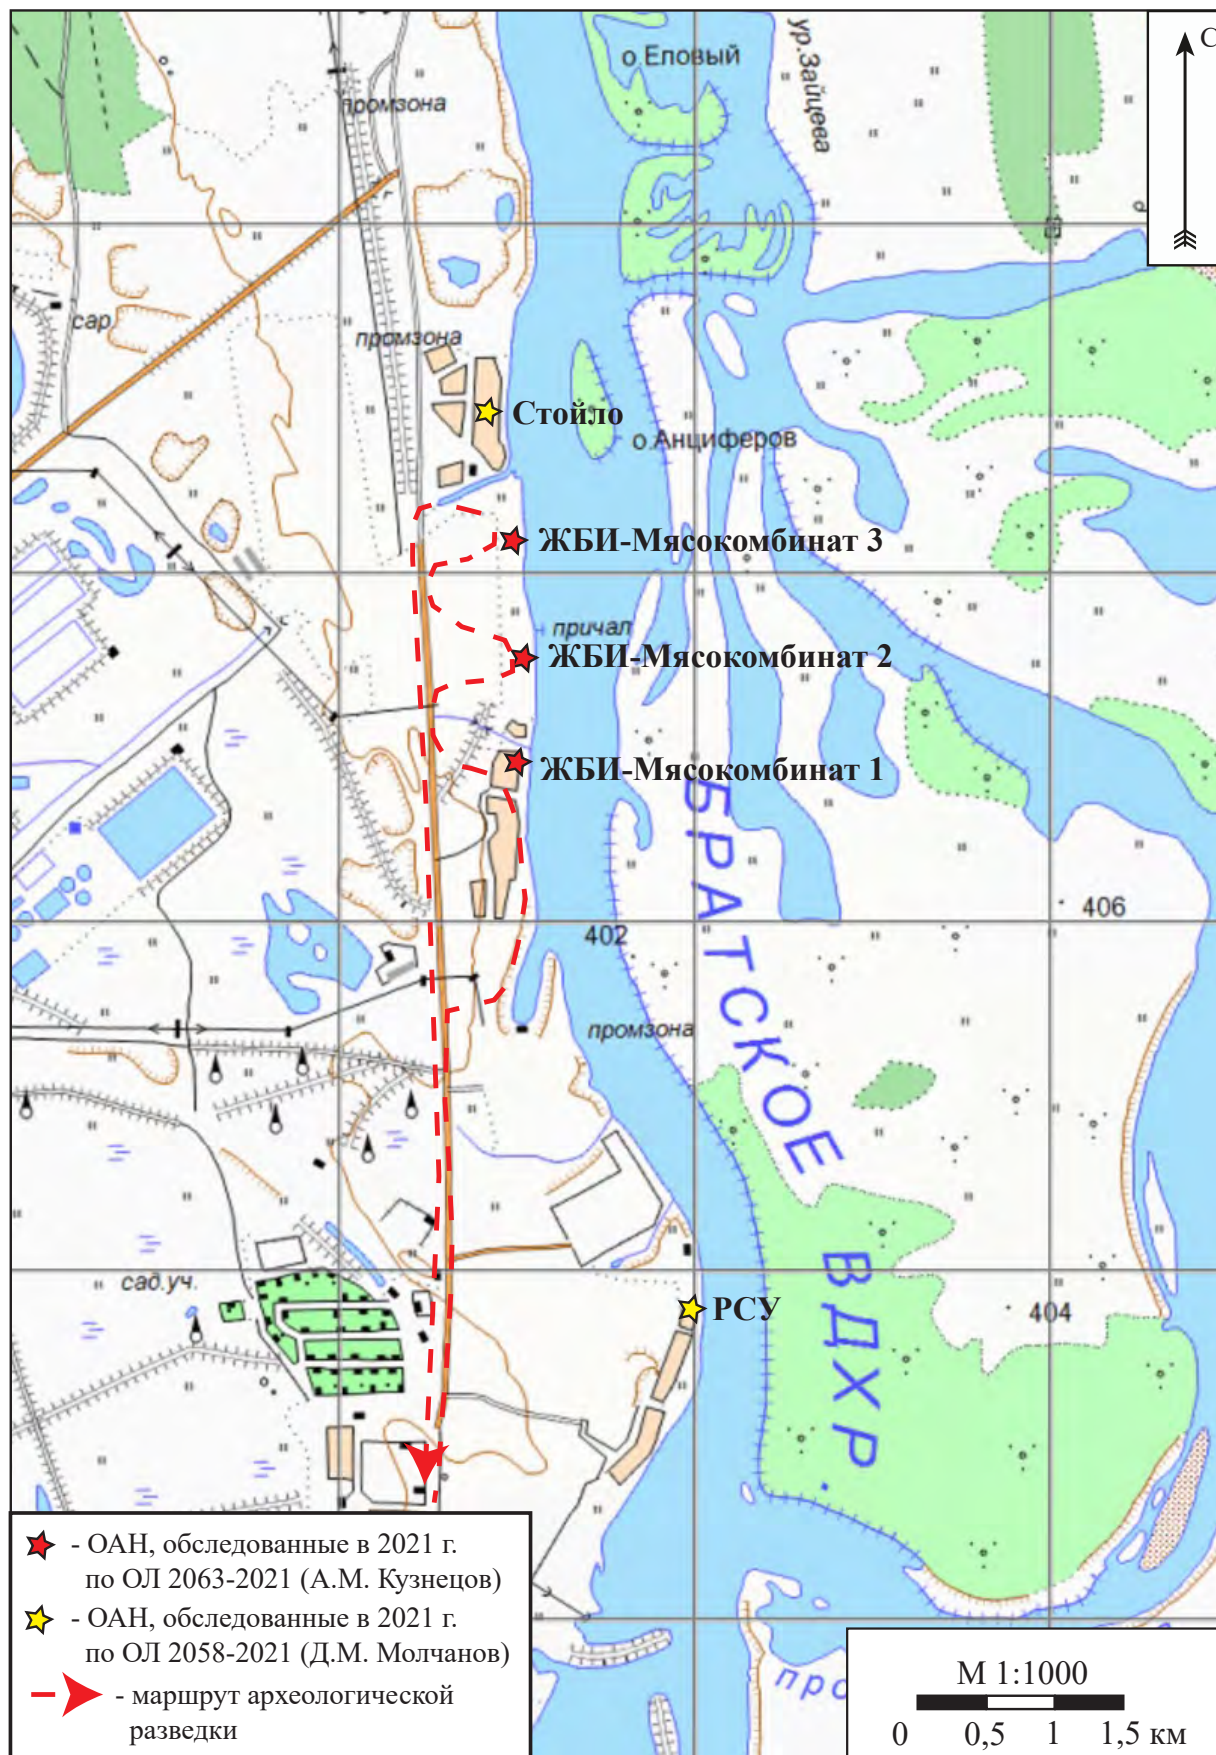 о.Еловый
ур.Зайцева
С
промзона
сар.
промзона
Стойло
о.Анциферов
ЖБИ-Мясокомбинат 3
причал
ЖБИ-Мясокомбинат 2
ЖБИ-Мясокомбинат 1
БРАТСКОЕ ВДХР.
406
402
промзона
сад.уч.
РСУ
404
- ОАН, обследованные в 2021 г.
по ОЛ 2063-2021 (А.М. Кузнецов)
- ОАН, обследованные в 2021 г.
по ОЛ 2058-2021 (Д.М. Молчанов)
- маршрут археологической
разведки
про
М 1:1000
0 0,5 1 1,5 км